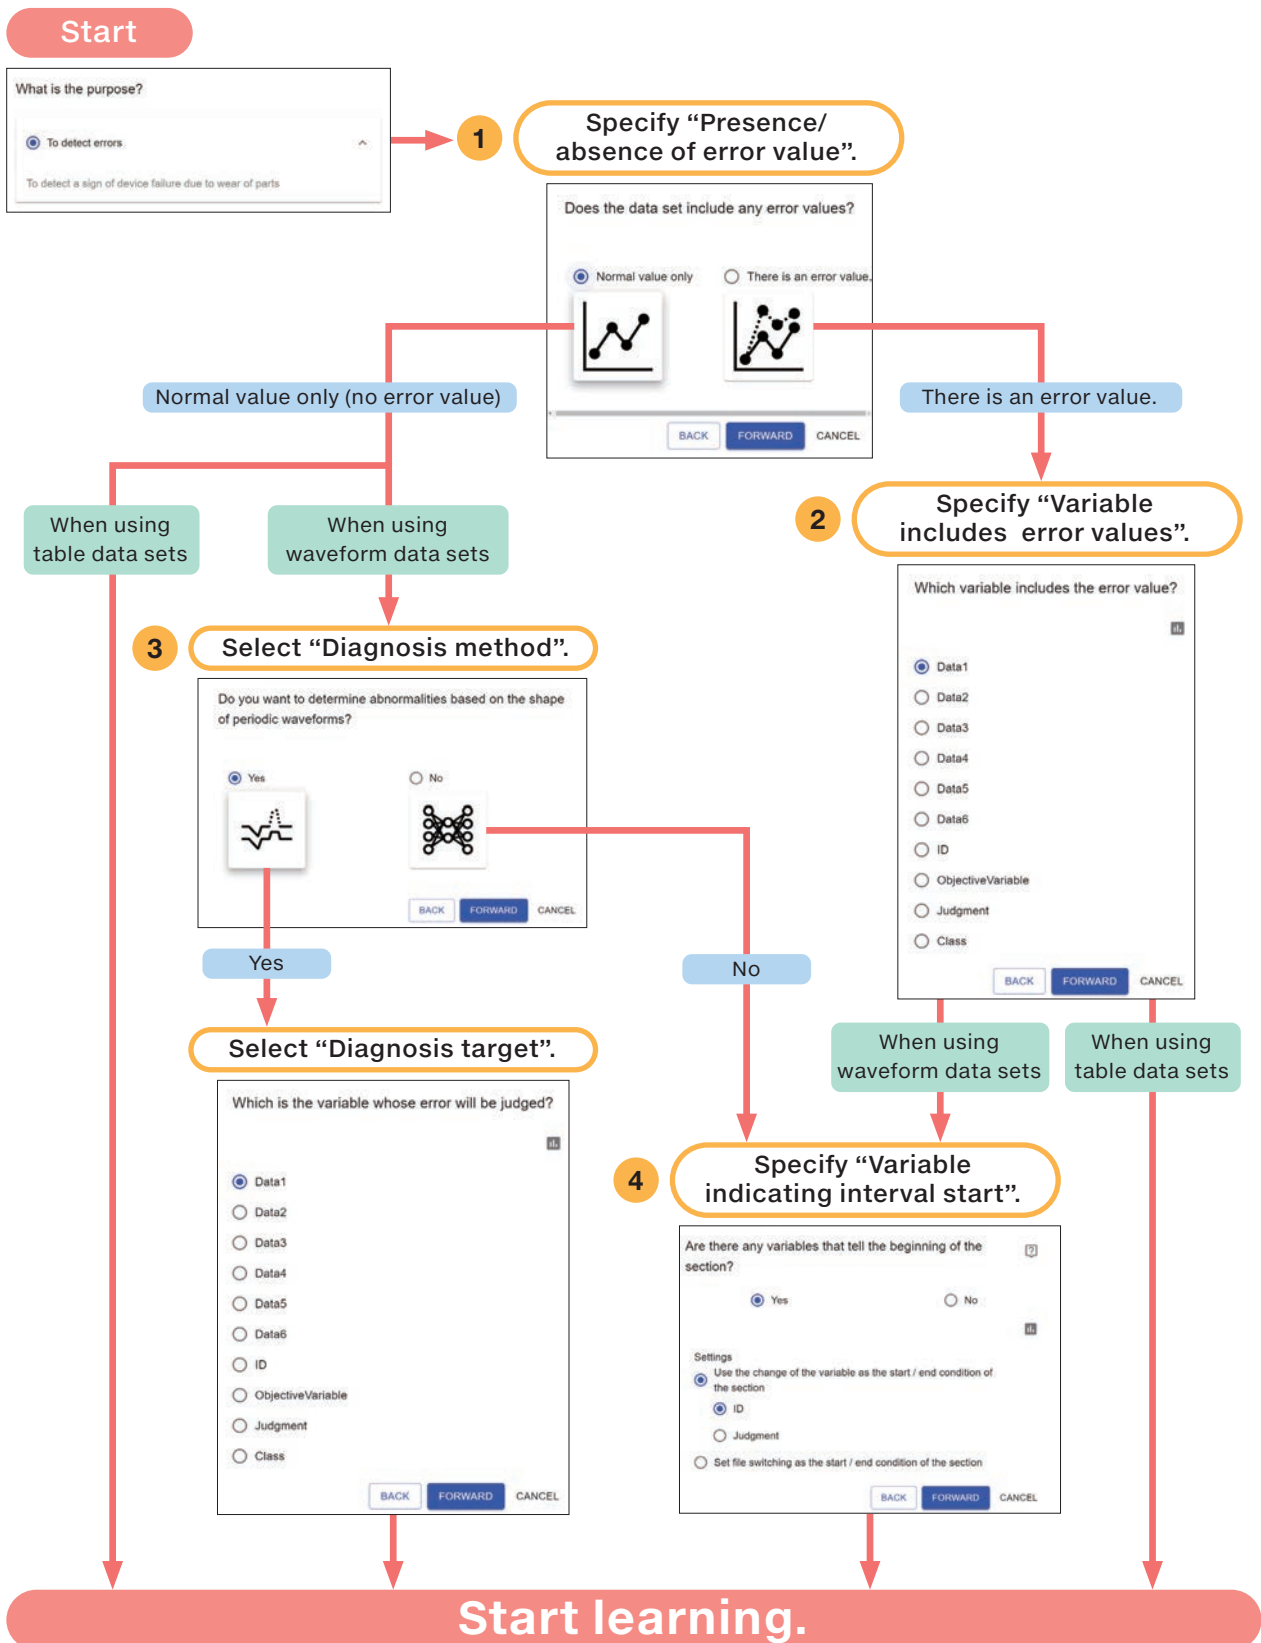 Start
What is the purpose?
To detect errors
To detect a sign of device failure due to wear of parts
1
Specify “Presence/
absence of error value”.
Does the data set include any error values?
Normal value only
There is an error value.
BACK
FORWARD
CANCEL
Normal value only (no error value)
There is an error value.
When using
table data sets
When using
waveform data sets
2
Specify “Variable
includes  error values”.
Which variable includes the error value?
Data1
Data2
Data3
Data4
Data5
Data6
ID
ObjectiveVariable
Judgment
Class
BACK
FORWARD
CANCEL
3
Select “Diagnosis method”.
Do you want to determine abnormalities based on the shape
of periodic waveforms?
Yes
No
BACK
FORWARD
CANCEL
Yes
No
When using
waveform data sets
When using
table data sets
Select “Diagnosis target”.
Which is the variable whose error will be judged?
Data1
Data2
Data3
Data4
Data5
Data6
ID
ObjectiveVariable
Judgment
Class
BACK
FORWARD
CANCEL
4
Specify “Variable
indicating interval start”.
Are there any variables that tell the beginning of the
section?
Yes
No
Settings
Use the change of the variable as the start / end condition of
the section
ID
Judgment
Set file switching as the start / end condition of the section
BACK
FORWARD
CANCEL
Start learning.